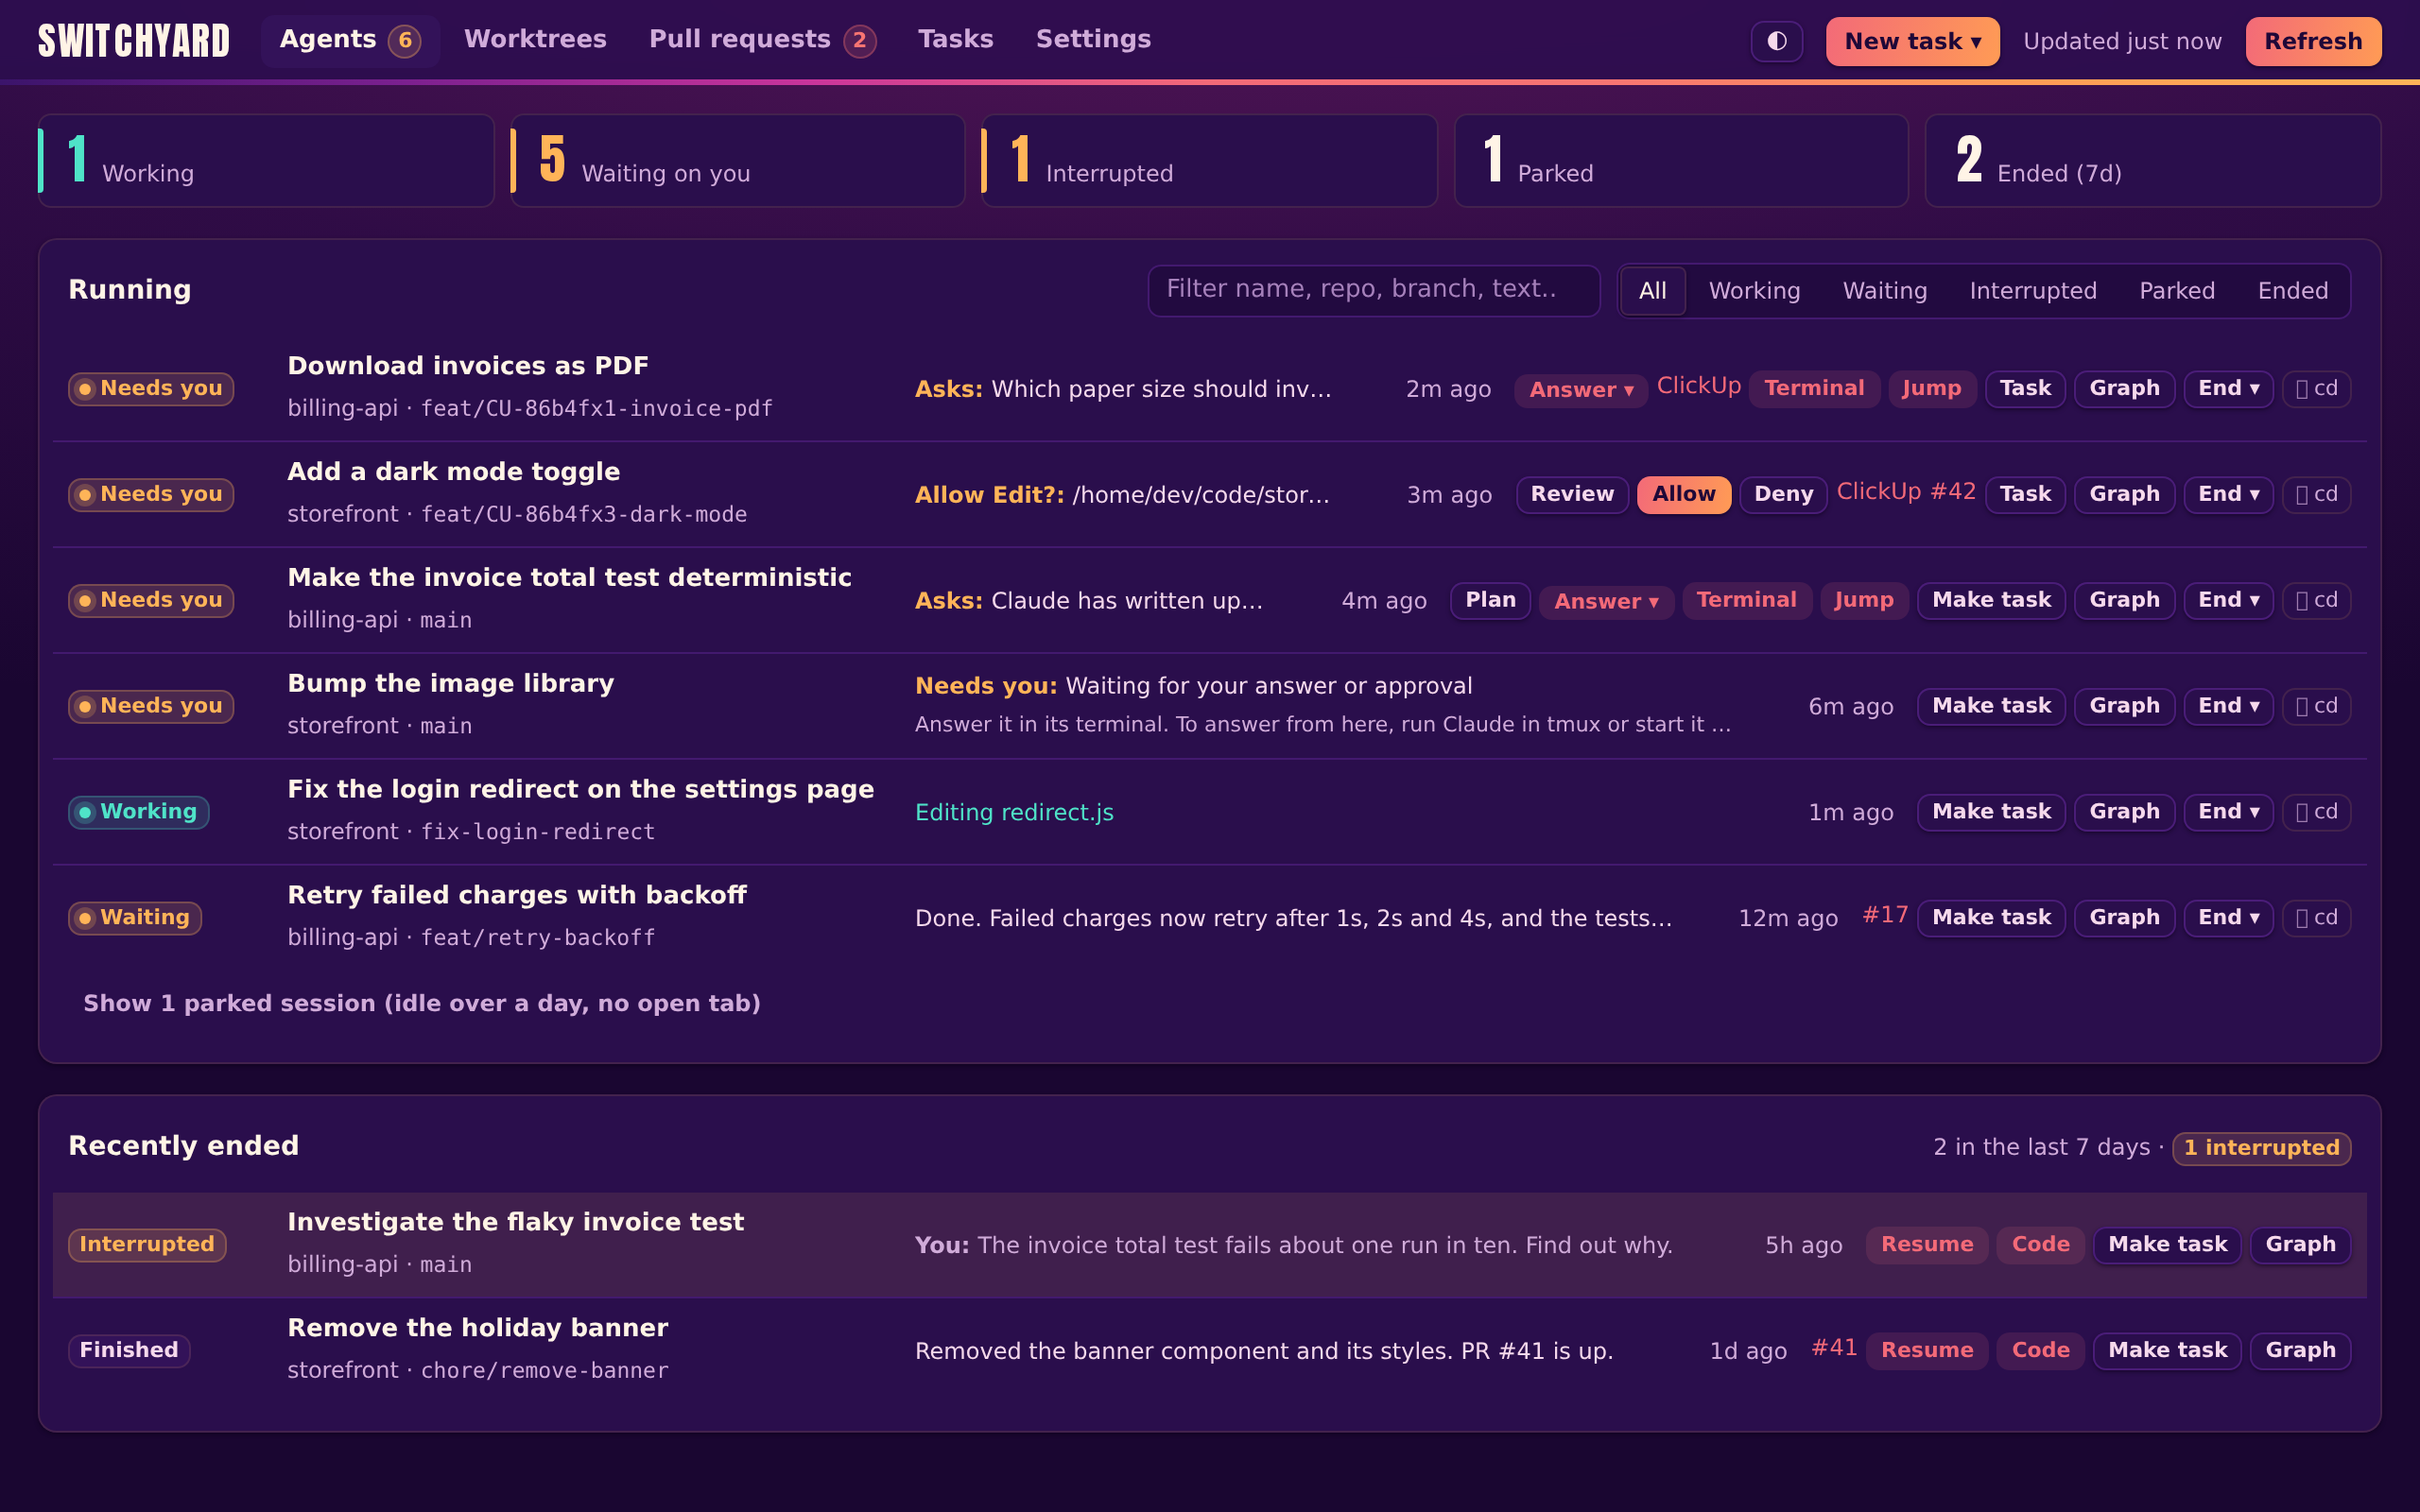 SWITCHYARD Agents 6 Worktrees Pull requests 2 Tasks Settings ◐ New task ▾ Updated just now Refresh
1 Working 5 Waiting on you 1 Interrupted 1 Parked 2 Ended (7d)
Running Filter name, repo, branch, text.. All Working Waiting Interrupted Parked Ended
Needs you Download invoices as PDF Asks: Which paper size should inv… 2m ago Answer ▾ ClickUp Terminal Jump Task Graph End ▾ cd
billing-api · feat/CU-86b4fx1-invoice-pdf
Needs you Add a dark mode toggle Allow Edit?: /home/dev/code/stor… 3m ago Review Allow Deny ClickUp #42 Task Graph End ▾ cd
storefront · feat/CU-86b4fx3-dark-mode
Needs you Make the invoice total test deterministic Asks: Claude has written up… 4m ago Plan Answer ▾ Terminal Jump Make task Graph End ▾ cd
billing-api · main
Needs you Bump the image library Needs you: Waiting for your answer or approval 6m ago Make task Graph End ▾ cd
storefront · main Answer it in its terminal. To answer from here, run Claude in tmux or start it …
Working Fix the login redirect on the settings page Editing redirect.js 1m ago Make task Graph End ▾ cd
storefront · fix-login-redirect
Waiting Retry failed charges with backoff Done. Failed charges now retry after 1s, 2s and 4s, and the tests… 12m ago #17 Make task Graph End ▾ cd
billing-api · feat/retry-backoff
Show 1 parked session (idle over a day, no open tab)
Recently ended 2 in the last 7 days · 1 interrupted
Interrupted Investigate the flaky invoice test You: The invoice total test fails about one run in ten. Find out why. 5h ago Resume Code Make task Graph
billing-api · main
Finished Remove the holiday banner Removed the banner component and its styles. PR #41 is up. 1d ago #41 Resume Code Make task Graph
storefront · chore/remove-banner